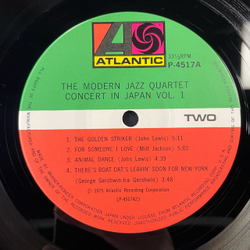 33⅓RPM
P-4517A
ATLANTIC
THE MODERN JAZZ QUARTET
CONCERT IN JAPAN VOL. 1
TWO
1. THE GOLDEN STRIKER (John Lewis) 5:11
2. FOR SOMEONE I LOVE (Milt Jackson) 5:02
3. ANIMAL DANCE (John Lewis) 4:35
4. THERE'S BOAT DAT'S LEAVIN' SOON FOR NEW YORK
(George Gershwin-Ira Gershwin) 3:48
Ⓟ 1975 Atlantic Recording Corporation
(P-4517A2)